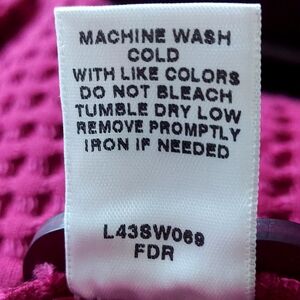 MACHINE WASH
COLD
WITH LIKE COLORS
DO NOT BLEACH
TUMBLE DRY LOW
REMOVE PROMPTLY
IRON IF NEEDED
L43SW069
FDR